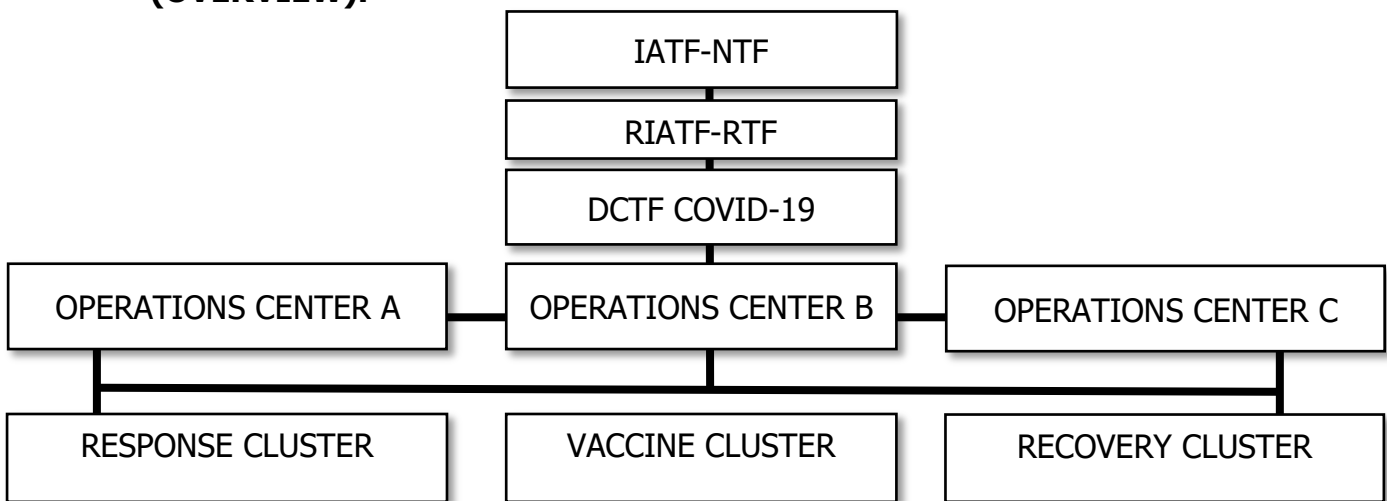 (OVERVIEW):
IATF-NTF
RIATF-RTF
DCTF COVID-19
OPERATIONS CENTER A
OPERATIONS CENTER B
OPERATIONS CENTER C
RESPONSE CLUSTER
VACCINE CLUSTER
RECOVERY CLUSTER